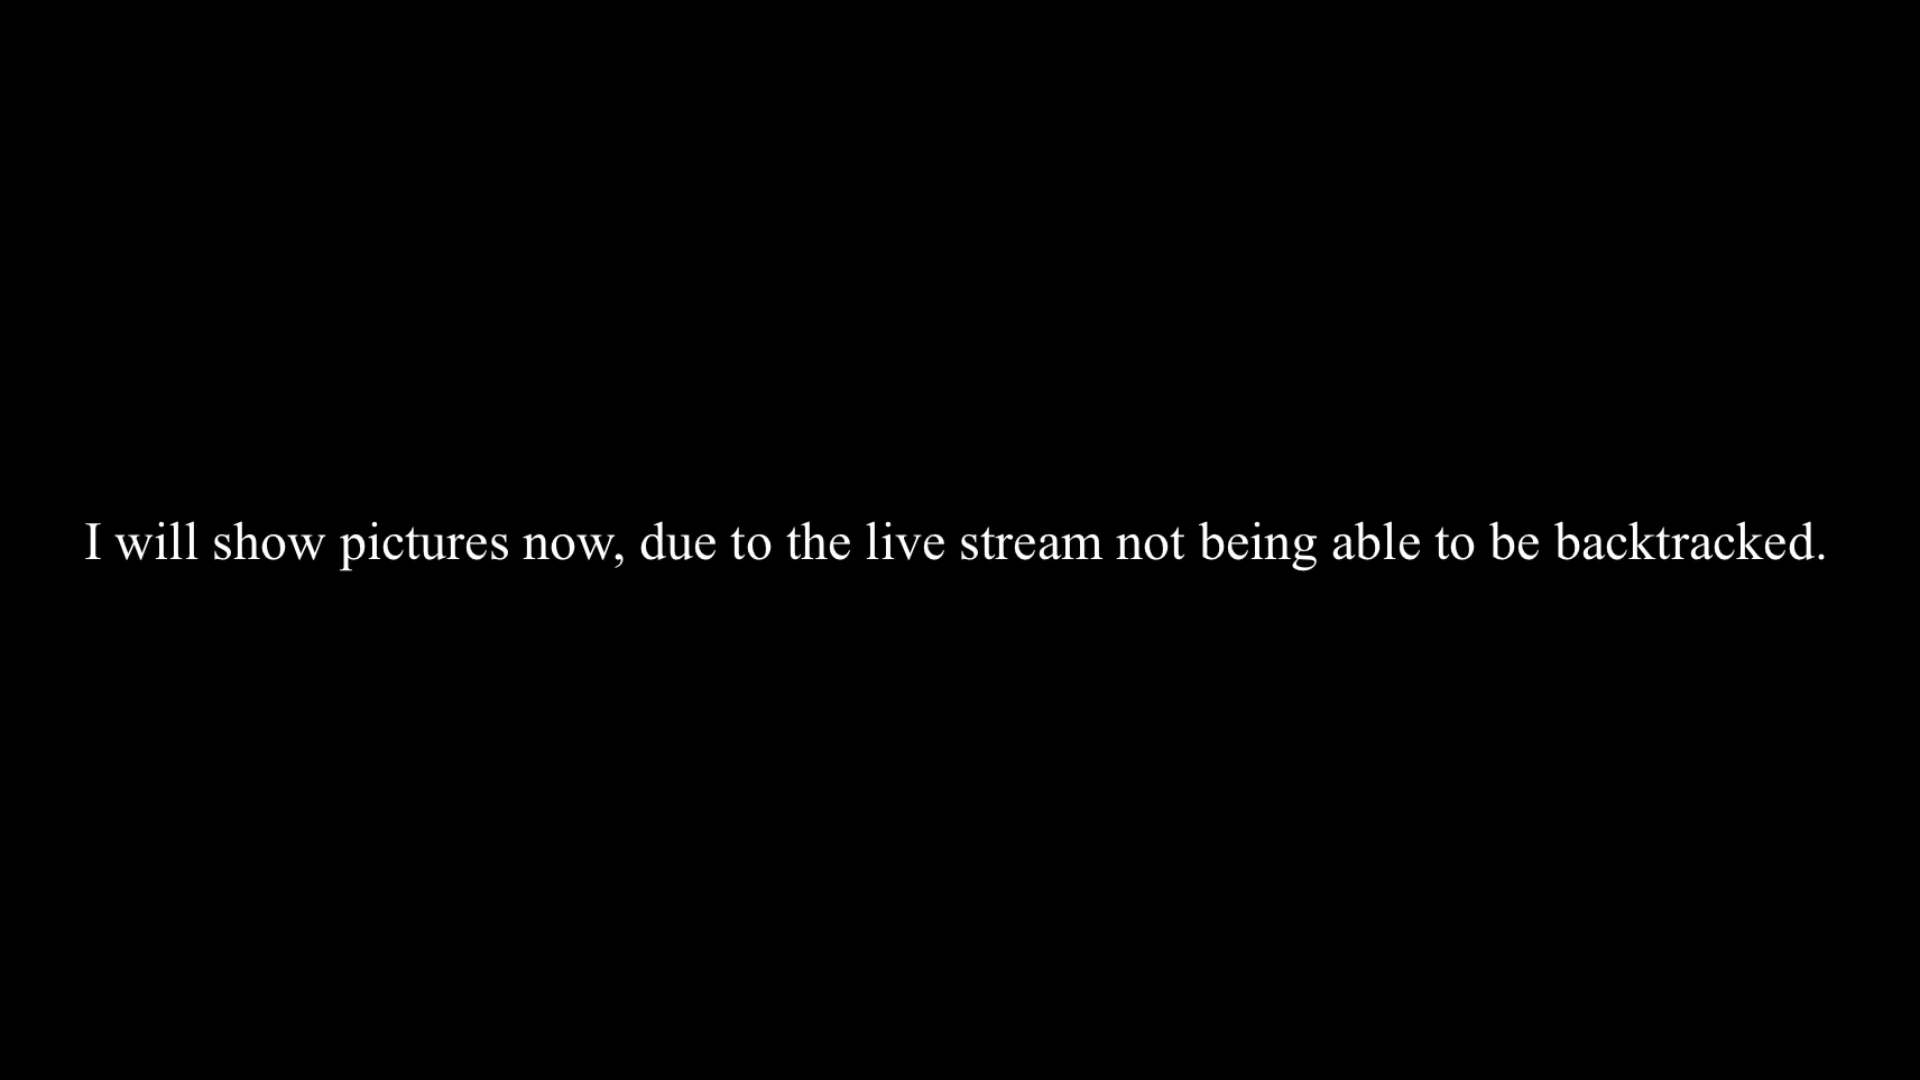 I will show pictures now, due to the live stream not being able to be backtracked.